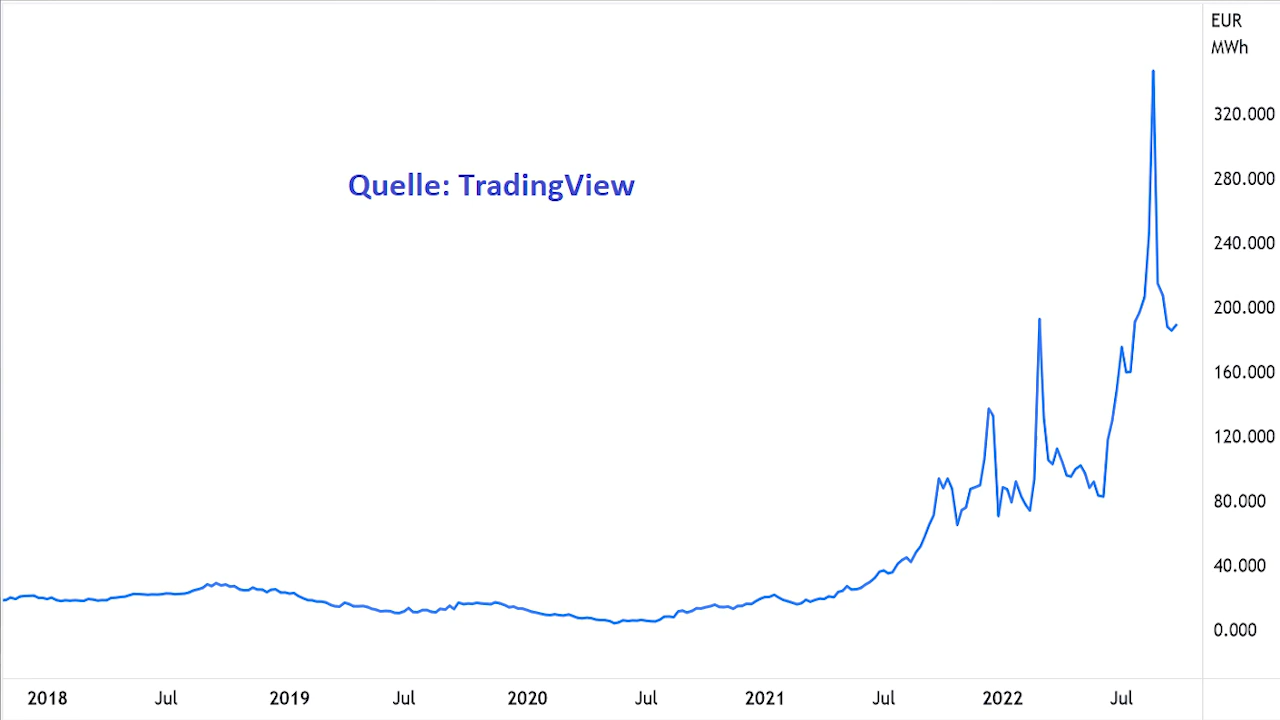 EUR
MWh
320.000
Quelle: TradingView
280.000
240.000
200.000
160.000
120.000
80.000
40.000
0.000
2018 Jul 2019 Jul 2020 Jul 2021 Jul 2022 Jul